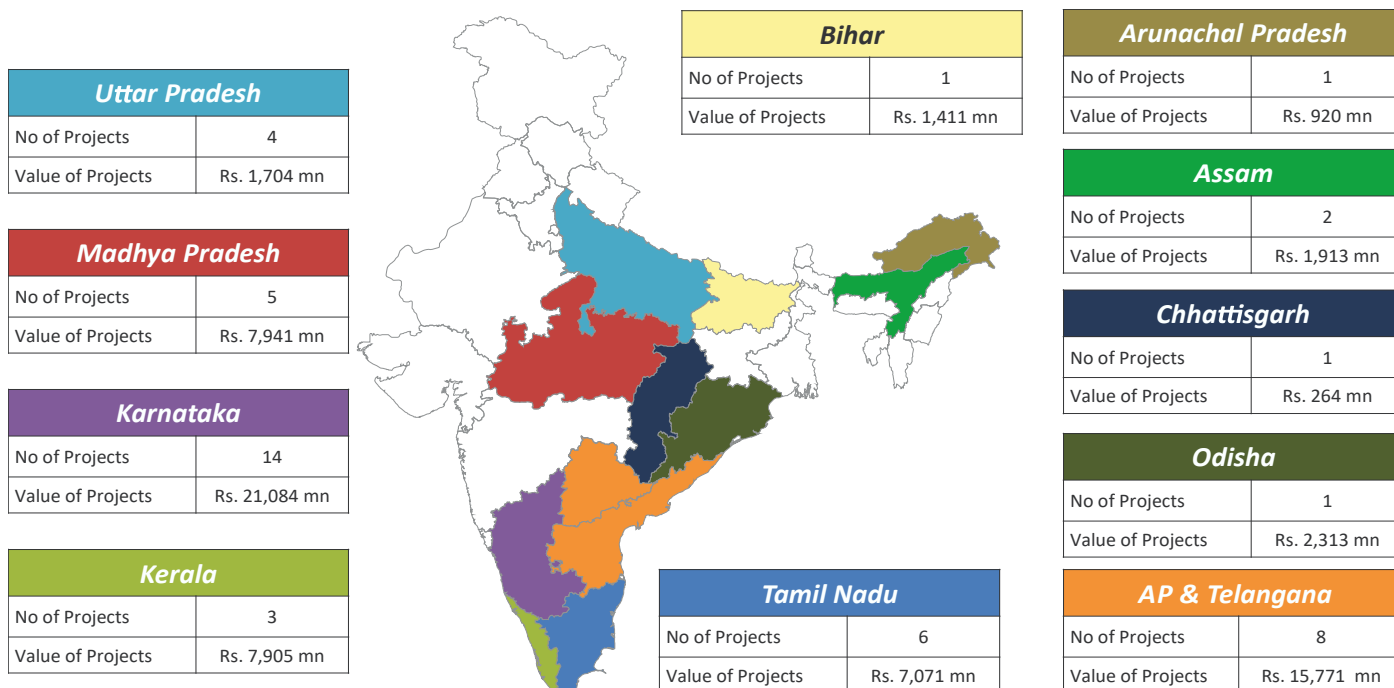 Uttar Pradesh
No of Projects 4
Value of Projects Rs. 1,704 mn
Madhya Pradesh
No of Projects 5
Value of Projects Rs. 7,941 mn
Karnataka
No of Projects 14
Value of Projects Rs. 21,084 mn
Kerala
No of Projects 3
Value of Projects Rs. 7,905 mn
Bihar
No of Projects 1
Value of Projects Rs. 1,411 mn
Tamil Nadu
No of Projects 6
Value of Projects Rs. 7,071 mn
Arunachal Pradesh
No of Projects 1
Value of Projects Rs. 920 mn
Assam
No of Projects 2
Value of Projects Rs. 1,913 mn
Chhattisgarh
No of Projects 1
Value of Projects Rs. 264 mn
Odisha
No of Projects 1
Value of Projects Rs. 2,313 mn
AP & Telangana
No of Projects 8
Value of Projects Rs. 15,771 mn